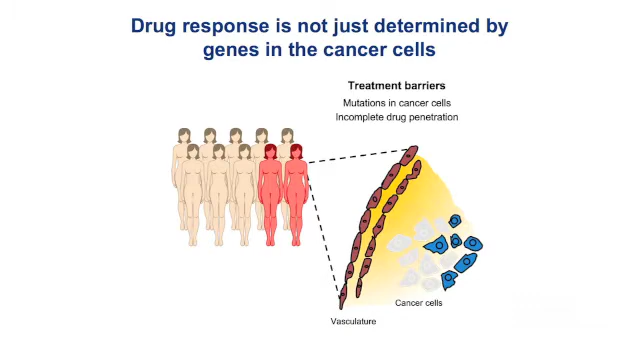 Drug response is not just determined by
genes in the cancer cells
Treatment barriers
Mutations in cancer cells
Incomplete drug penetration
Cancer cells
Vasculature